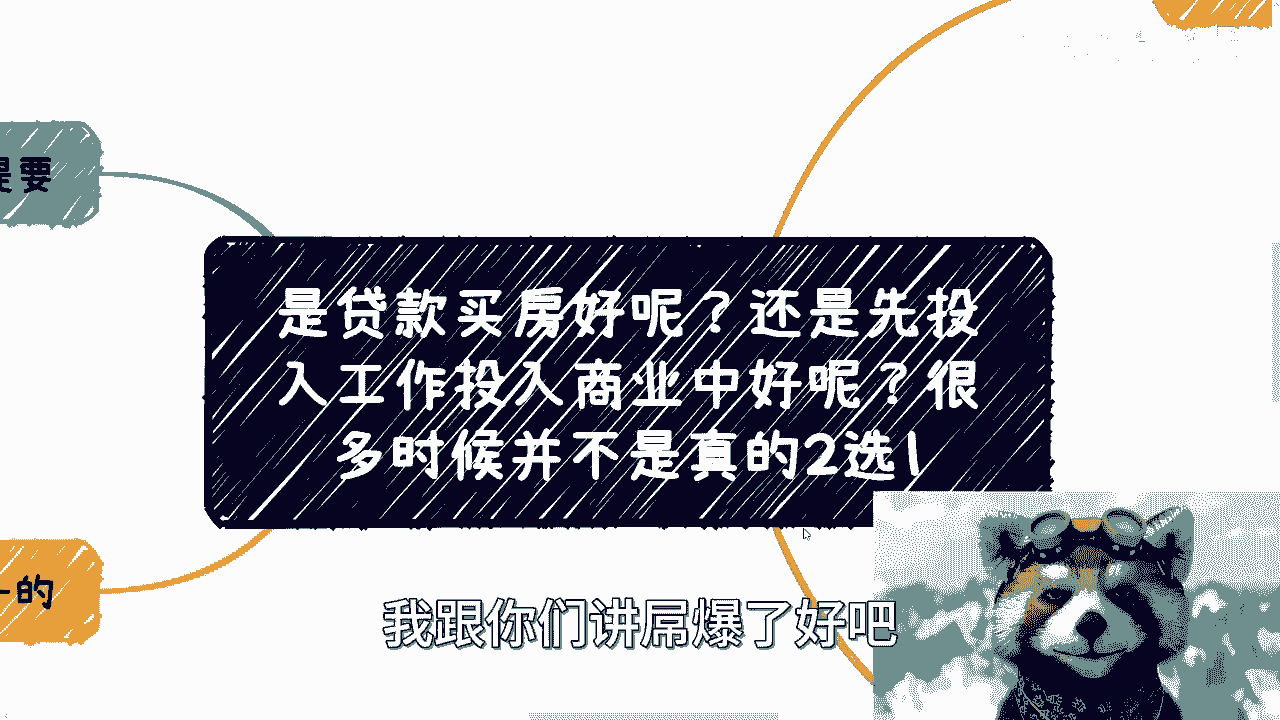 是要
是贷款买房好呢？还是先投
入工作投入商业中好呢？很
多时候并不是真的2选1
的
我跟你们讲屌爆了好吧